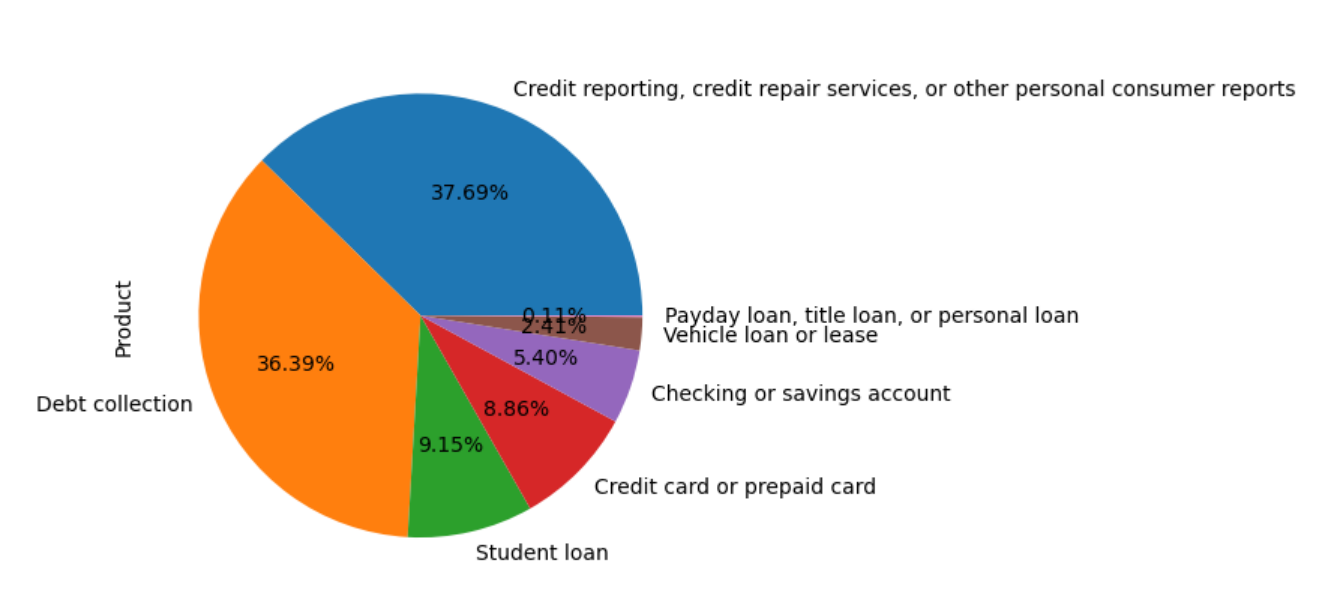 Credit reporting, credit repair services, or other personal consumer reports
37.69%
Product
0.11%
Payday loan, title loan, or personal loan
2.41%
Vehicle loan or lease
5.40%
36.39%
Checking or savings account
Debt collection
8.86%
9.15%
Credit card or prepaid card
Student loan